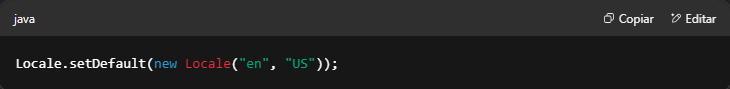 java
Copiar
Editar
Locale.setDefault(new Locale("en", "US"));